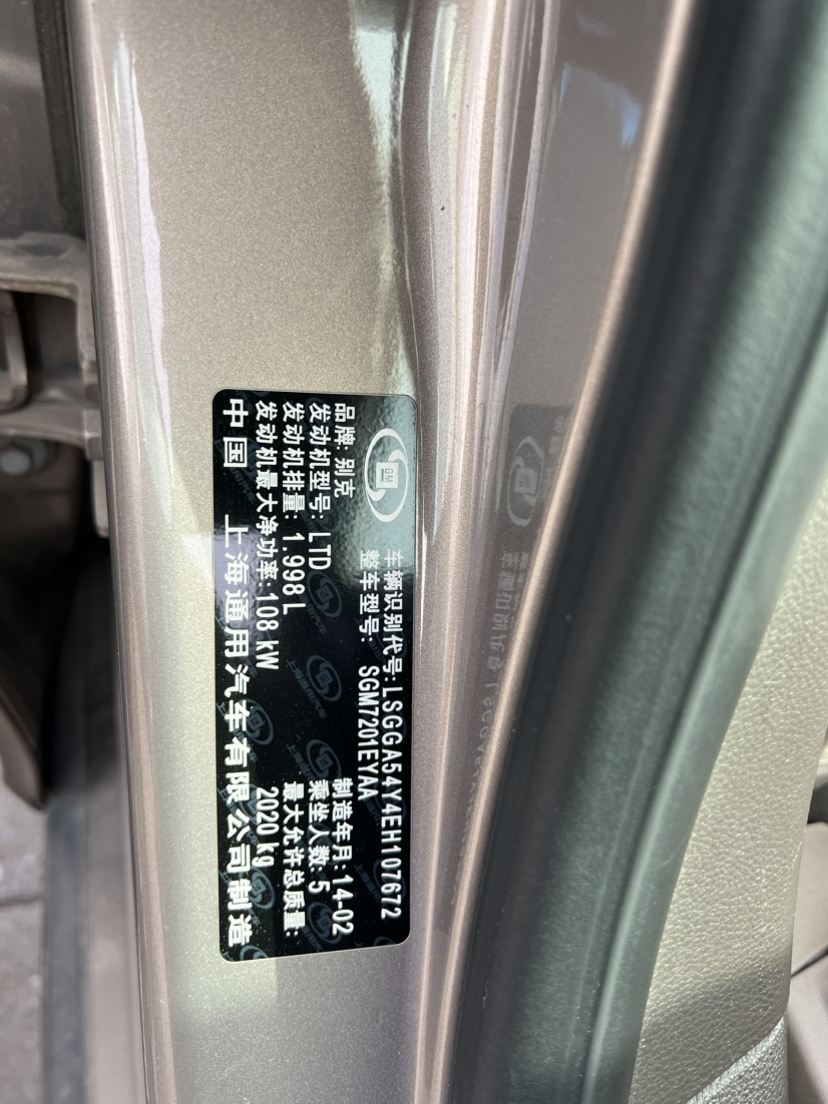 GM
车辆识别代号:LSGGA54Y4EH107672
整车型号: SGM7201EYAA
品牌: 别克 制造年月:14-02
发动机型号: LTD 乘坐人数: 5
发动机排量: 1.998 L 最大允许总质量:
发动机最大净功率:108 kW 2020 kg
中国 上海通用汽车有限公司制造